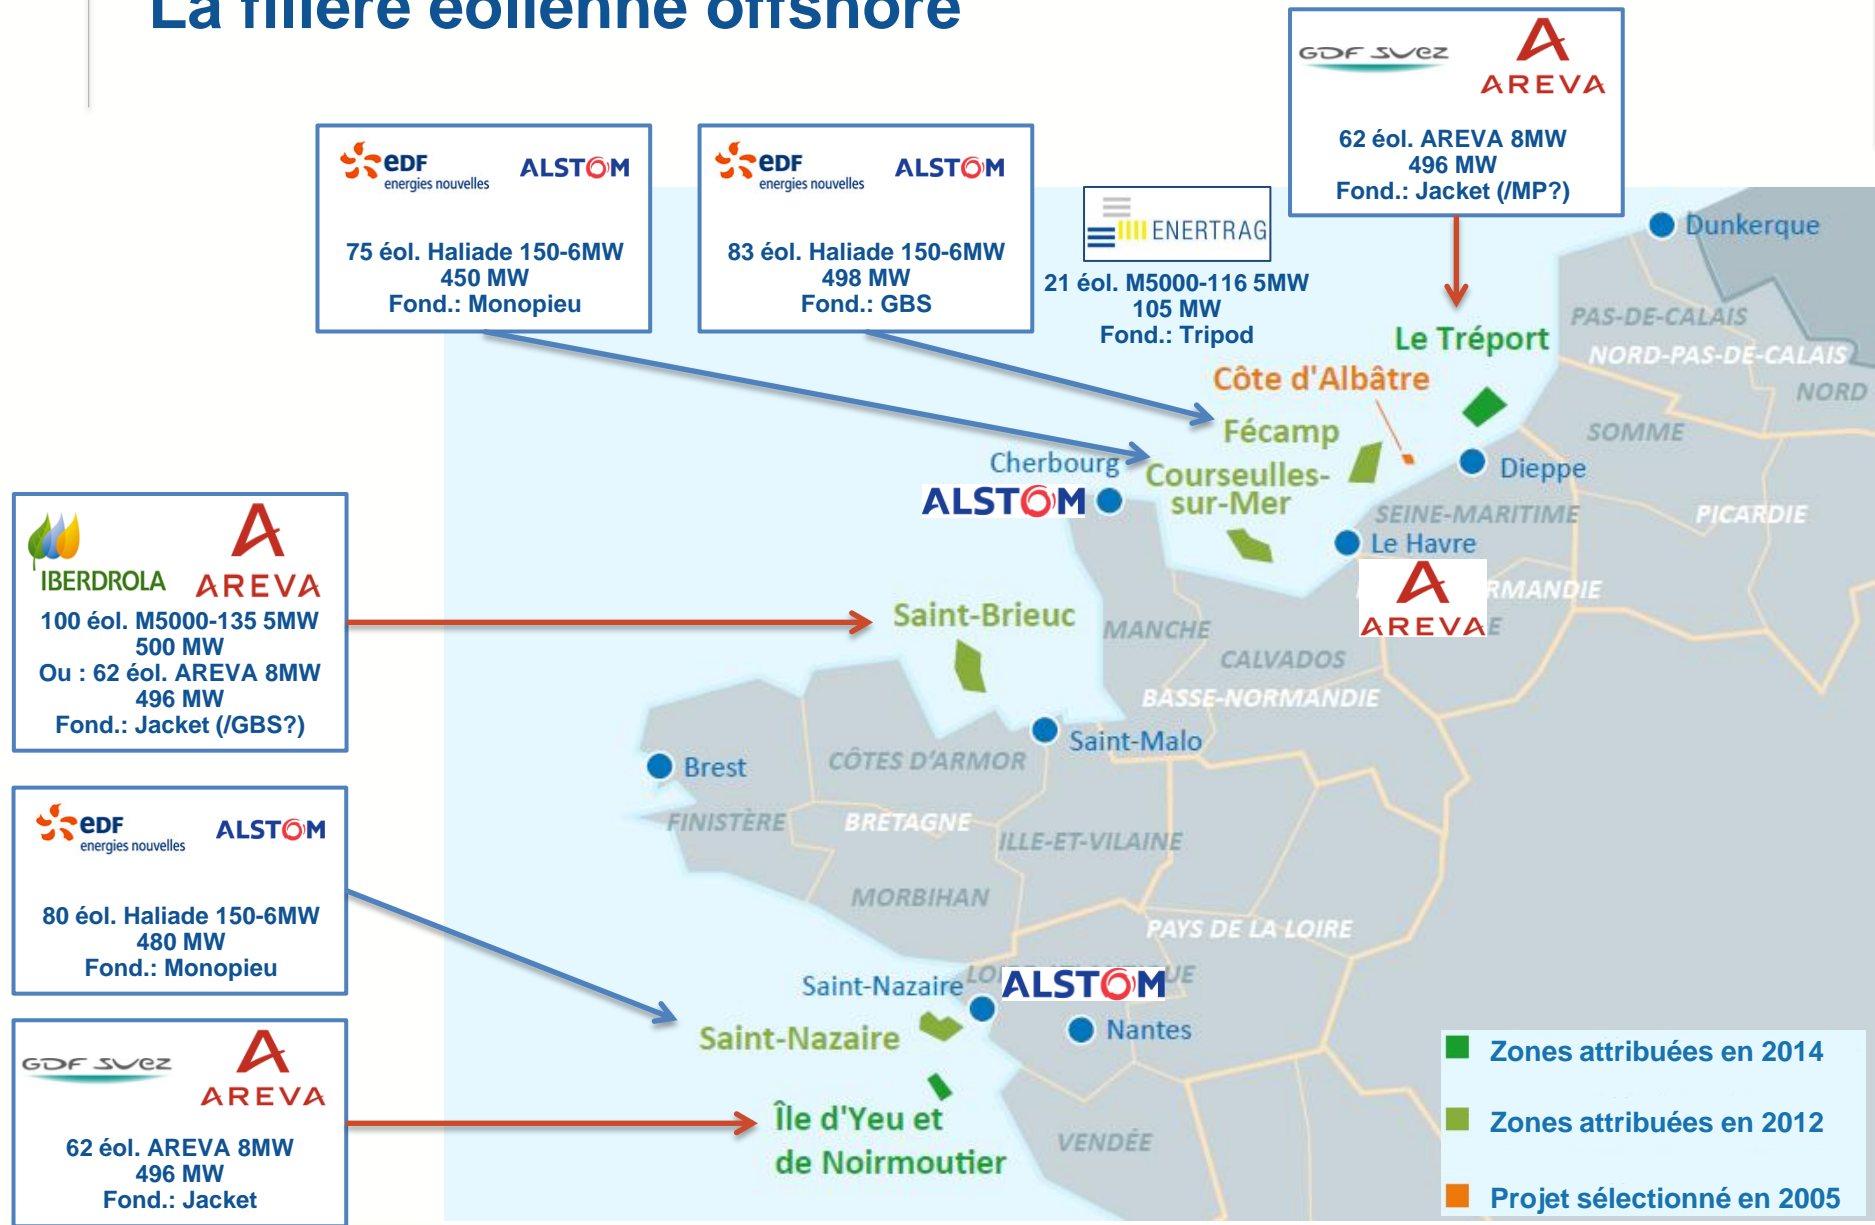 La filière éolienne offshore
GDF SUEZ
AREVA
62 éol. AREVA 8MW
496 MW
Fond.: Jacket (/MP?)
eDF
energies nouvelles
ALSTOM
75 éol. Haliade 150-6MW
450 MW
Fond.: Monopieu
eDF
energies nouvelles
ALSTOM
83 éol. Haliade 150-6MW
498 MW
Fond.: GBS
ENERTRAG
21 éol. M5000-116 5MW
105 MW
Fond.: Tripod
Dunkerque
PAS-DE-CALAIS
NORD-PAS-DE-CALAIS
NORD
Le Tréport
Côte d'Albâtre
SOMME
Fécamp
Cherbourg
ALSTOM
Courseulles-
sur-Mer
Dieppe
SEINE-MARITIME
PICARDIE
Le Havre
AREVA
RMANDIE
E
IBERDROLA
AREVA
100 éol. M5000-135 5MW
500 MW
Ou : 62 éol. AREVA 8MW
496 MW
Fond.: Jacket (/GBS?)
Saint-Brieuc
MANCHE
CALVADOS
BASSE-NORMANDIE
Saint-Malo
Brest
CÔTES D'ARMOR
FINISTÈRE
BRETAGNE
ILLE-ET-VILAINE
MORBIHAN
PAYS DE LA LOIRE
eDF
energies nouvelles
ALSTOM
80 éol. Haliade 150-6MW
480 MW
Fond.: Monopieu
Saint-Nazaire
LO
ALSTOM
UE
Saint-Nazaire
Nantes
GDF SUEZ
AREVA
62 éol. AREVA 8MW
496 MW
Fond.: Jacket
Île d'Yeu et
de Noirmoutier
VENDÉE
Zones attribuées en 2014
Zones attribuées en 2012
Projet sélectionné en 2005